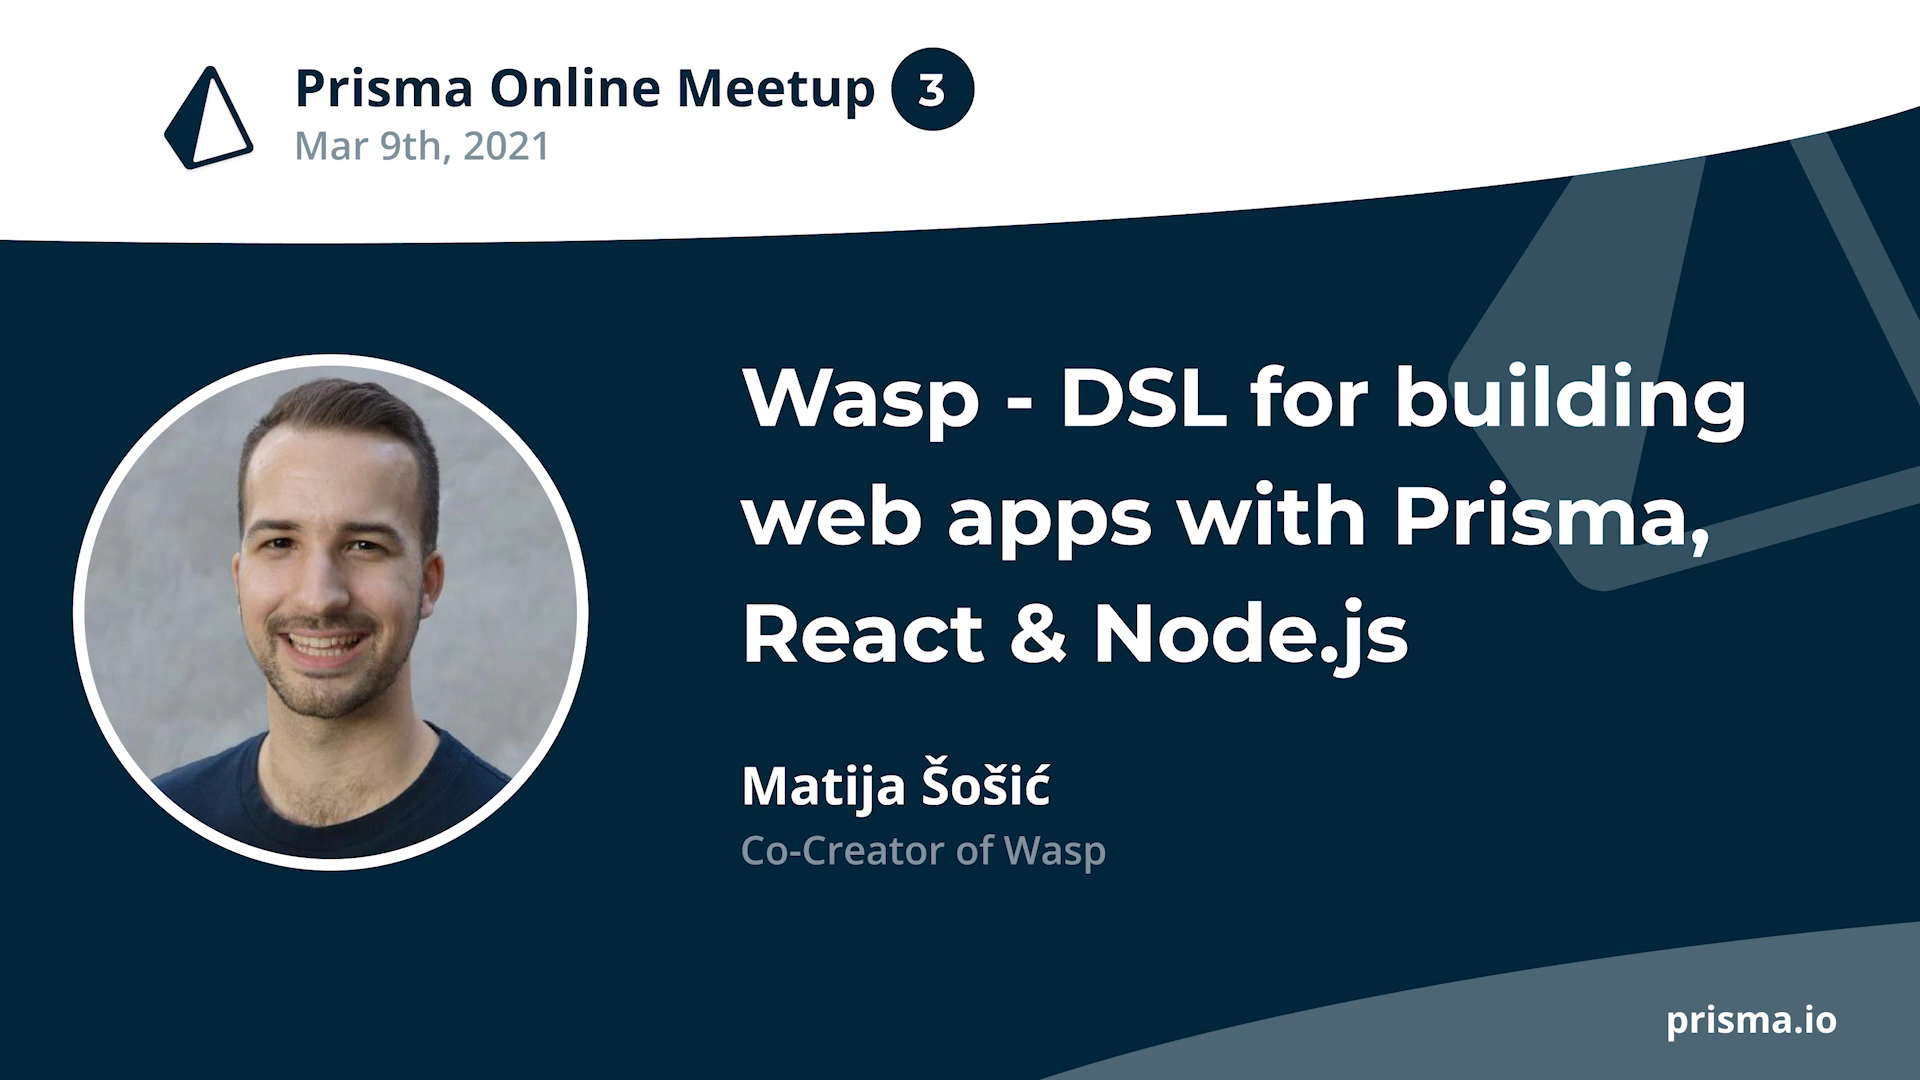 Prisma Online Meetup 3
Mar 9th, 2021
Wasp - DSL for building
web apps with Prisma,
React & Node.js
Matija Šošić
Co-Creator of Wasp
prisma.io